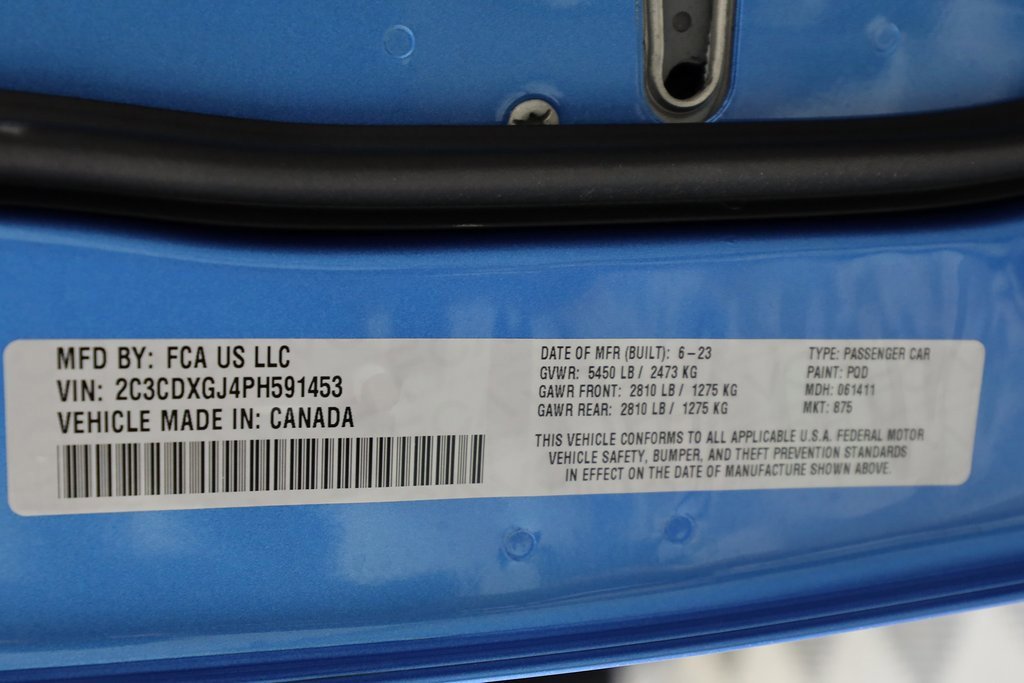 MFD BY: FCA US LLC
VIN: 2C3CDXGJ4PH591453
VEHICLE MADE IN: CANADA
DATE OF MFR (BUILT): 6-23
GVWR: 5450 LB / 2473 KG
GAWR FRONT: 2810 LB / 1275 KG
GAWR REAR: 2810 LB / 1275 KG
TYPE: PASSENGER CAR
PAINT: PQD
MDH: 061411
MKT: 875
THIS VEHICLE CONFORMS TO ALL APPLICABLE U.S.A. FEDERAL MOTOR
VEHICLE SAFETY, BUMPER, AND THEFT PREVENTION STANDARDS
IN EFFECT ON THE DATE OF MANUFACTURE SHOWN ABOVE.